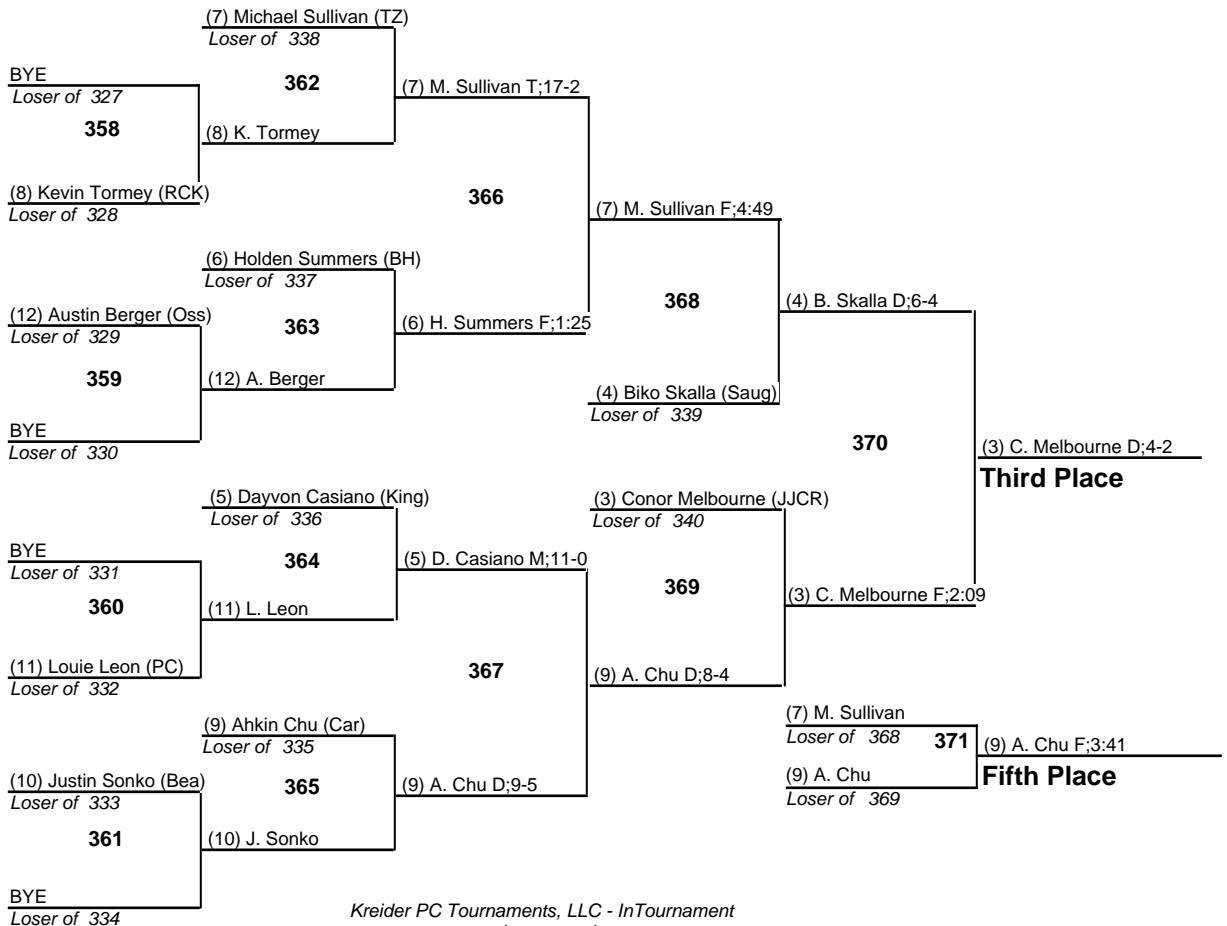 (7) Michael Sullivan (TZ)
Loser of 338
BYE
Loser of 327
362
(7) M. Sullivan T;17-2
358
(8) K. Tormey
(8) Kevin Tormey (RCK)
Loser of 328
366
(7) M. Sullivan F;4:49
(6) Holden Summers (BH)
Loser of 337
(12) Austin Berger (Oss)
Loser of 329
363
(6) H. Summers F;1:25
368
(4) B. Skalla D;6-4
359
(12) A. Berger
(4) Biko Skalla (Saug)
Loser of 339
BYE
Loser of 330
370
(3) C. Melbourne D;4-2
Third Place
(5) Dayvon Casiano (King)
Loser of 336
(3) Conor Melbourne (JJCR)
Loser of 340
BYE
Loser of 331
364
(5) D. Casiano M;11-0
369
(3) C. Melbourne F;2:09
360
(11) L. Leon
(11) Louie Leon (PC)
Loser of 332
367
(9) A. Chu D;8-4
(9) Ahkin Chu (Car)
Loser of 335
(7) M. Sullivan
Loser of 368
371
(9) A. Chu F;3:41
Fifth Place
(9) A. Chu
Loser of 369
(10) Justin Sonko (Bea)
Loser of 333
365
(9) A. Chu D;9-5
361
(10) J. Sonko
BYE
Loser of 334
Kreider PC Tournaments, LLC - InTournament